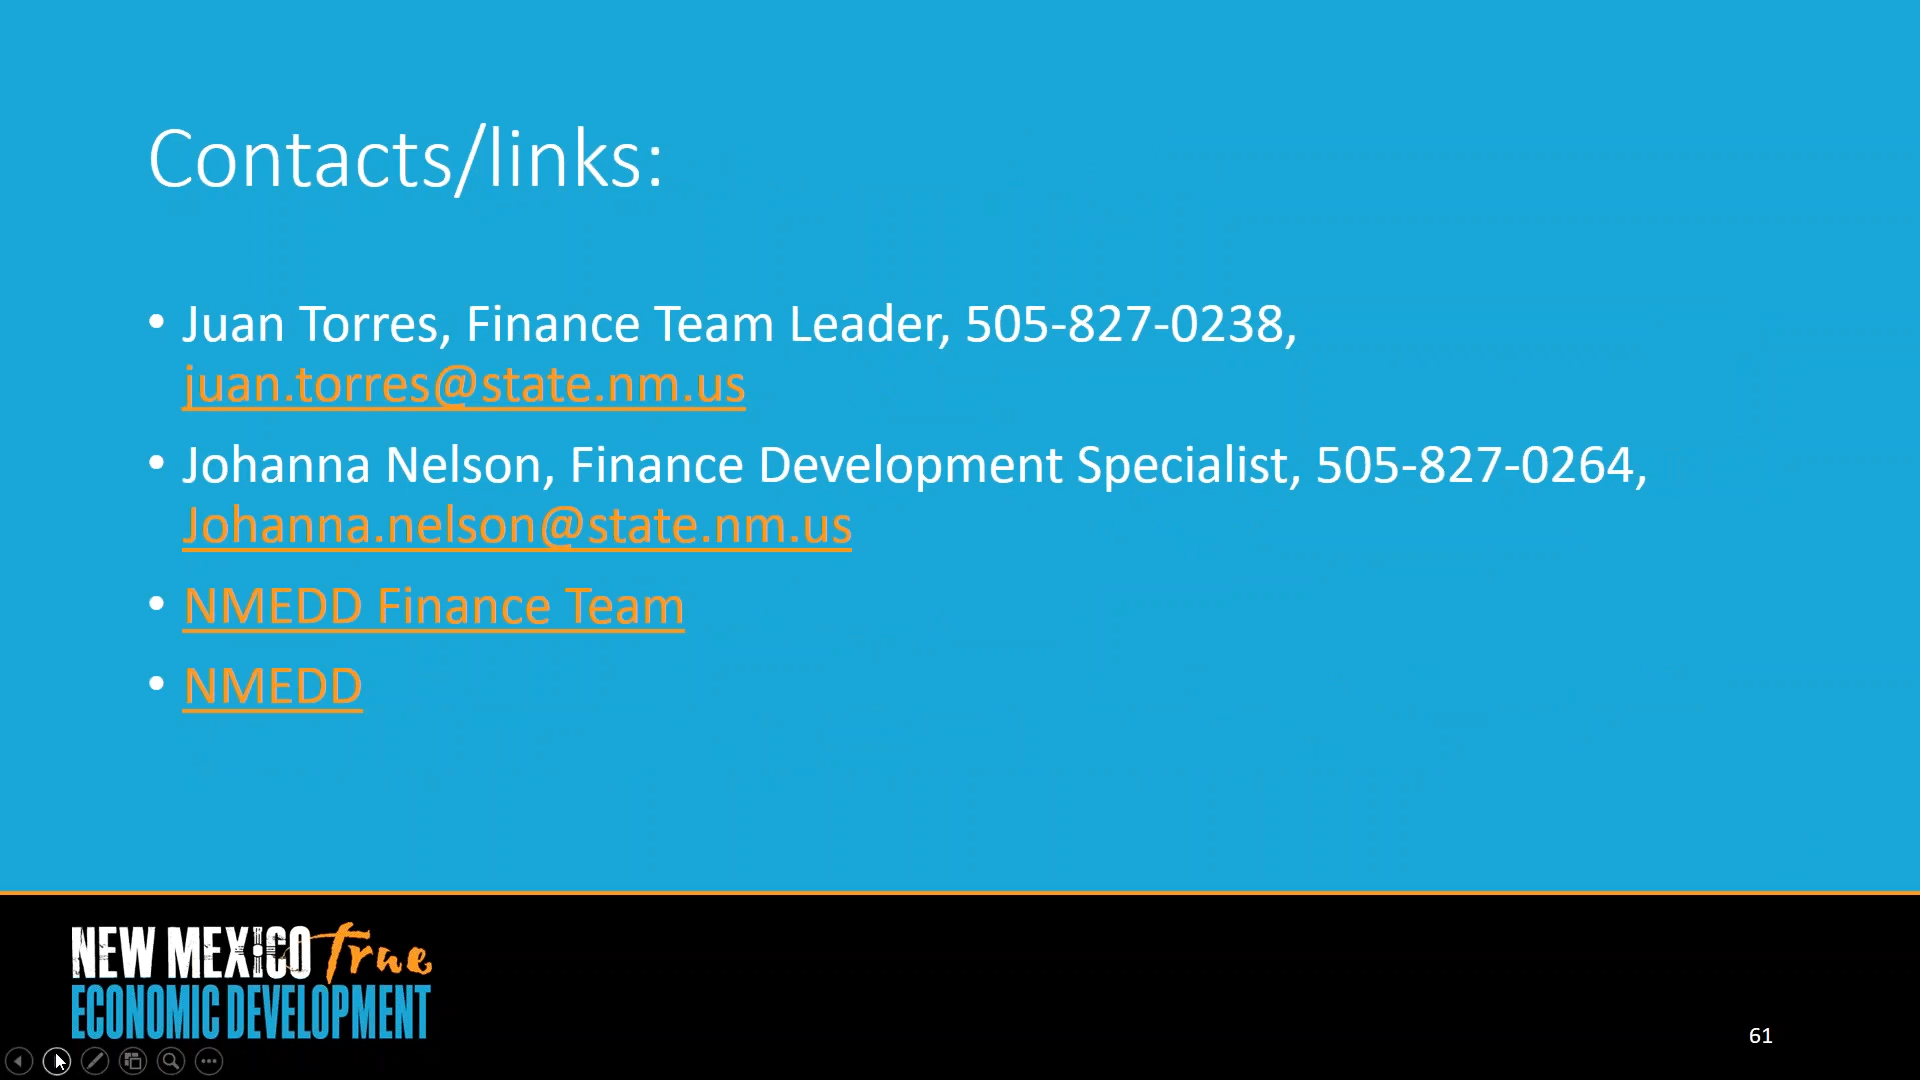 Contacts/links:
• Juan Torres, Finance Team Leader, 505-827-0238,
juan.torres@state.nm.us
• Johanna Nelson, Finance Development Specialist, 505-827-0264,
Johanna.nelson@state.nm.us
• NMEDD Finance Team
• NMEDD
NEW MEXICO True
ECONOMIC DEVELOPMENT
61